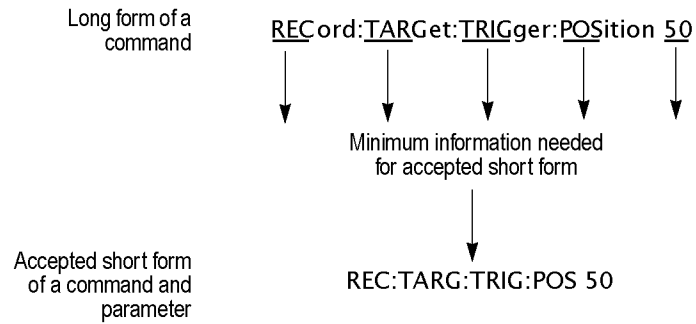 Long form of a
command
RECord:TARGet:TRIGger:POSition 50
Minimum information needed
for accepted short form
Accepted short form
of a command and
parameter
REC:TARG:TRIG:POS 50